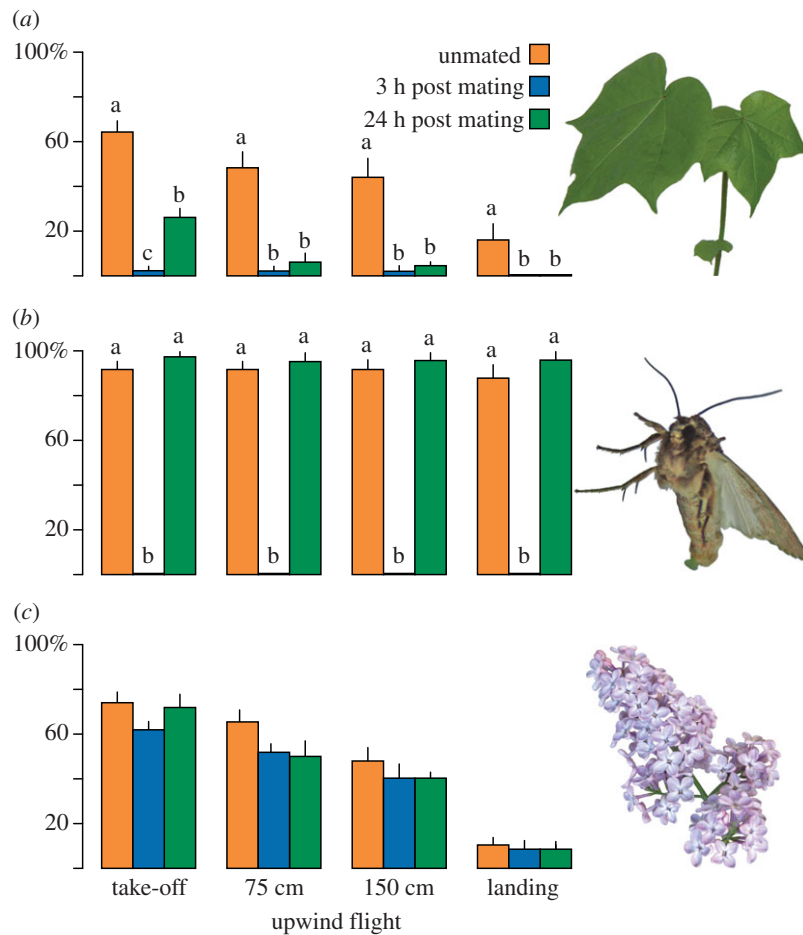 (a)
100%
60
20
unmated
3 h post mating
24 h post mating
a
c
b
a
b
b
a
b
b
a
b
b
(b)
100%
60
20
a
b
a
a
b
a
a
b
a
a
b
a
(c)
100%
60
20
take-off
75 cm
150 cm
landing
upwind flight